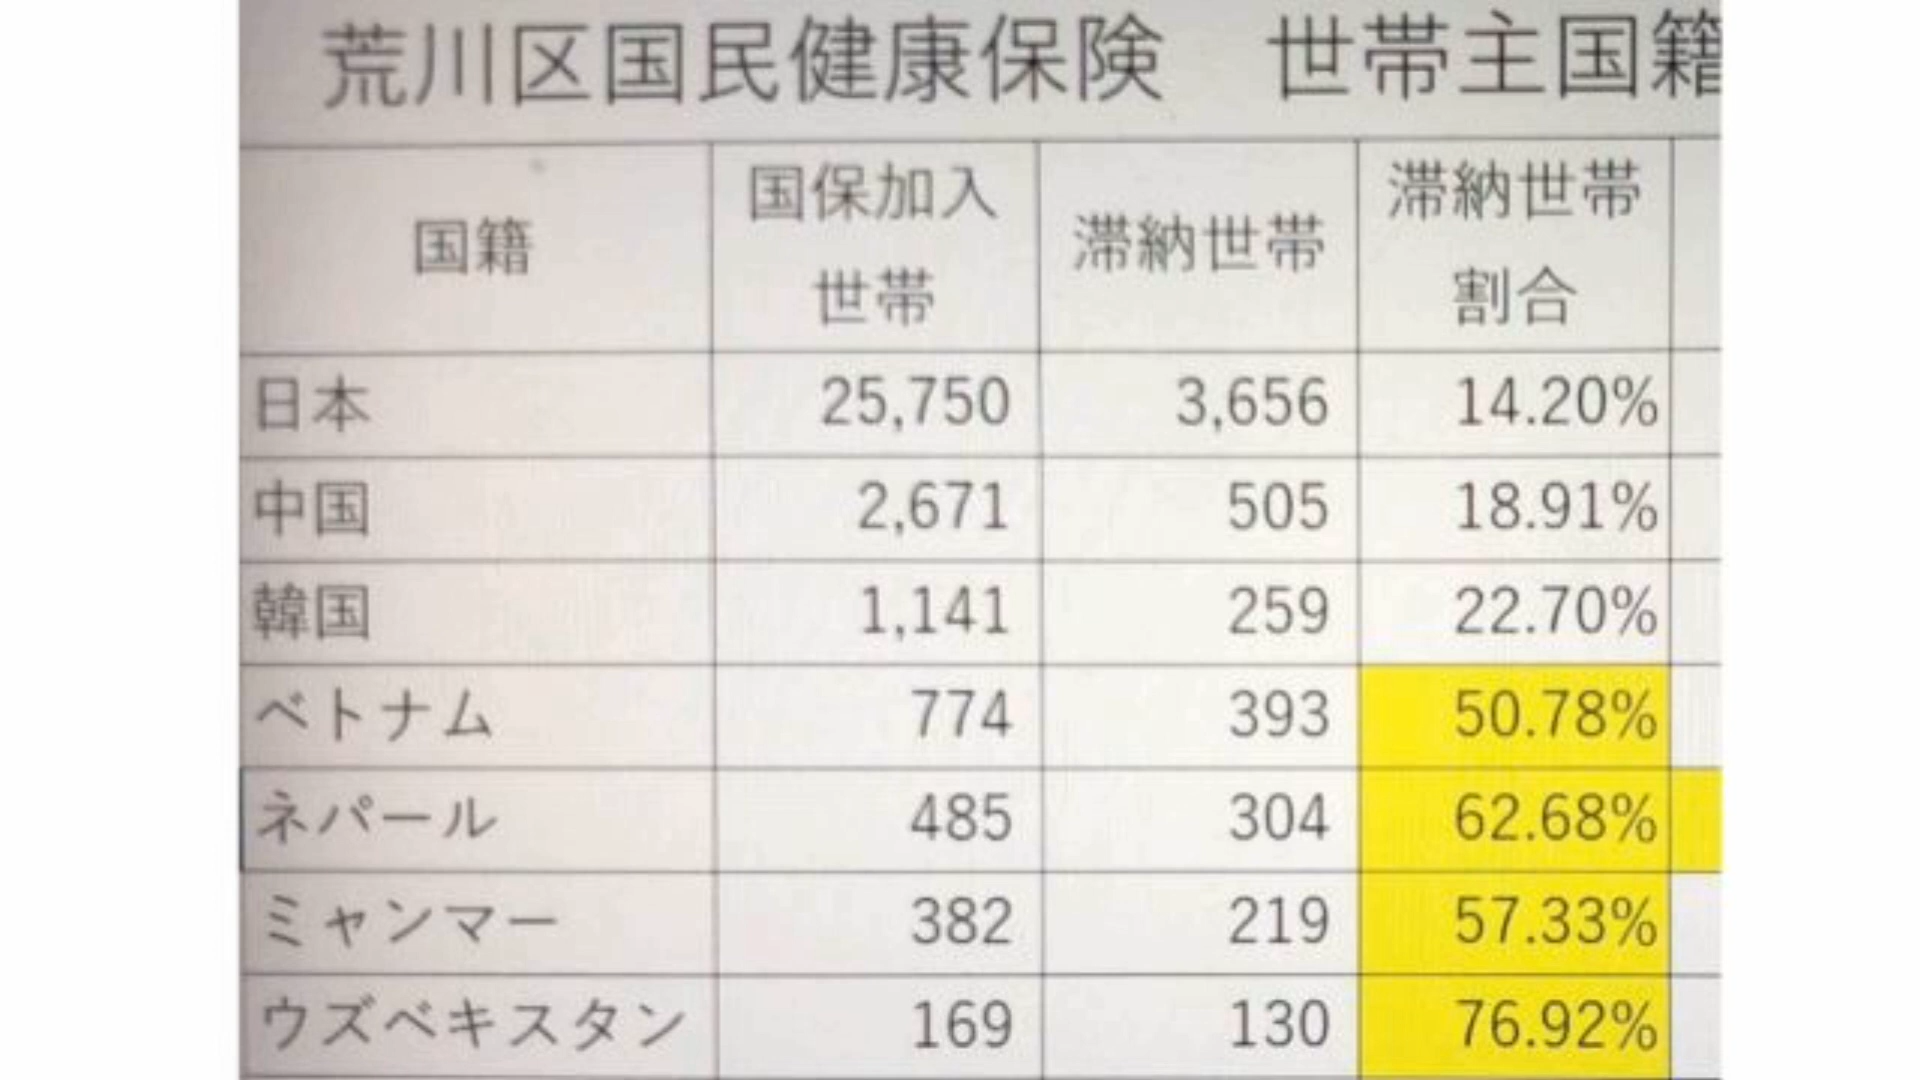 荒川区国民健康保険　世帯主国籍
国籍
国保加入
世帯
滞納世帯
滞納世帯
割合
日本 25,750 3,656 14.20%
中国 2,671 505 18.91%
韓国 1,141 259 22.70%
ベトナム 774 393 50.78%
ネパール 485 304 62.68%
ミャンマー 382 219 57.33%
ウズベキスタン 169 130 76.92%